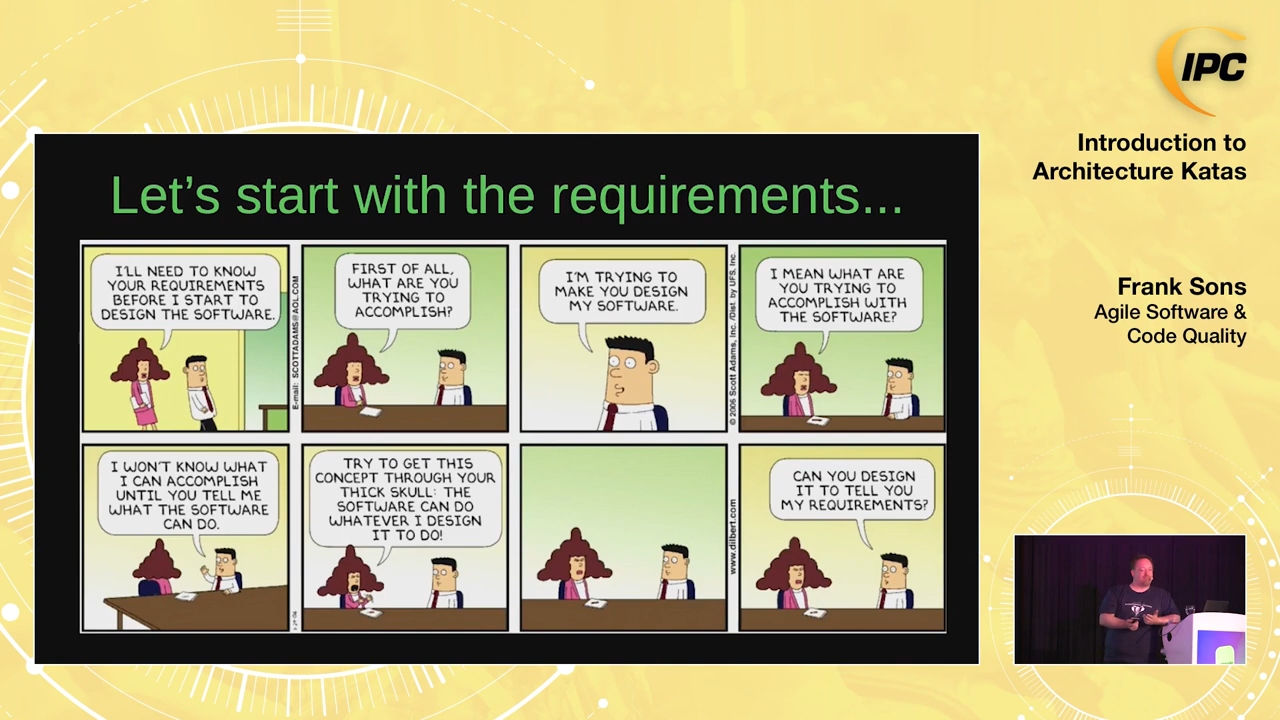 IPC
Introduction to
Architecture Katas
Frank Sons
Agile Software &
Code Quality
Let's start with the requirements...
I'LL NEED TO KNOW
YOUR REQUIREMENTS
BEFORE I START TO
DESIGN THE SOFTWARE.
E-mail: SCOTTADAMS@AOL.COM
FIRST OF ALL,
WHAT ARE YOU
TRYING TO
ACCOMPLISH?
I'M TRYING TO
MAKE YOU DESIGN
MY SOFTWARE.
© 2006 Scott Adams, Inc. /Dist. by UFS, Inc.
I MEAN WHAT ARE
YOU TRYING TO
ACCOMPLISH WITH
THE SOFTWARE?
I WON'T KNOW WHAT
I CAN ACCOMPLISH
UNTIL YOU TELL ME
WHAT THE SOFTWARE
CAN DO.
TRY TO GET THIS
CONCEPT THROUGH YOUR
THICK SKULL: THE
SOFTWARE CAN DO
WHATEVER I DESIGN
IT TO DO!
www.dilbert.com
CAN YOU DESIGN
IT TO TELL YOU
MY REQUIREMENTS?